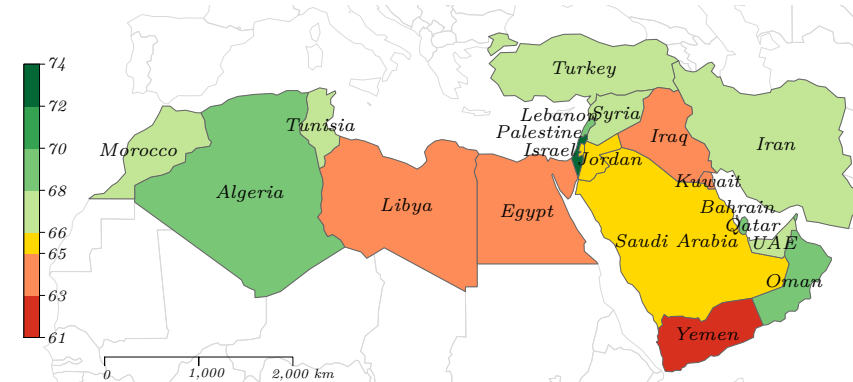 74
72
70
68
66
65
63
61
Turkey
Lebanon
Syria
Palestine
Israel
Jordan
Iraq
Iran
Kuwait
Bahrain
Qatar
UAE
Oman
Saudi Arabia
Yemen
Morocco
Tunisia
Algeria
Libya
Egypt
0
1,000
2,000 km